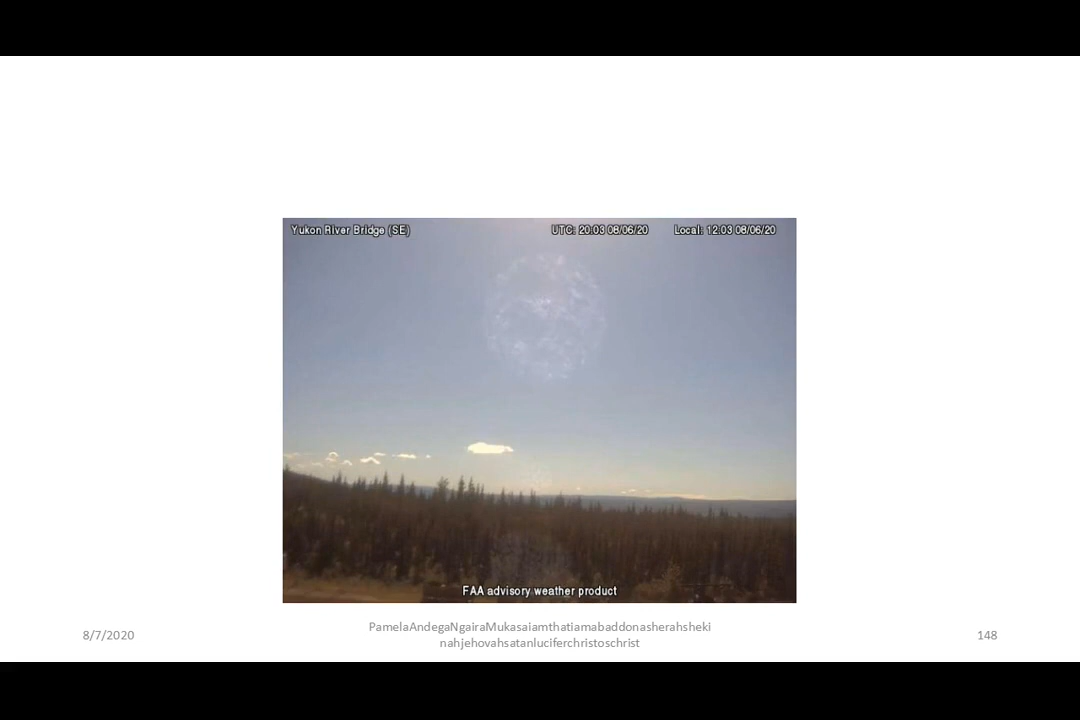 Yukon River Bridge (SE) UTC: 20:03 08/06/20 Local: 12:03 08/06/20
FAA advisory weather product
8/7/2020
PamelaAndegaNgairaMukasaiamthatiamabaddonasherahsheki
nahjehovahsatanluciferchristoschrist
148